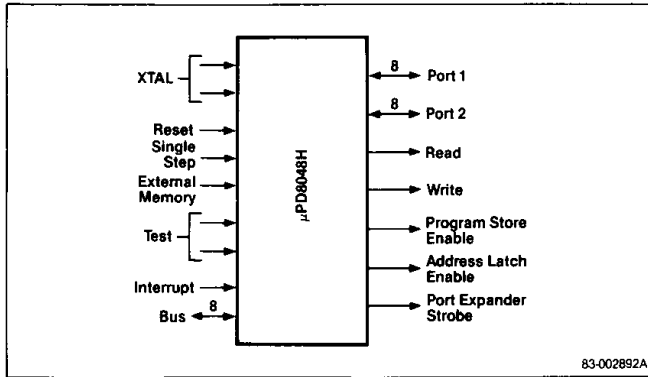 XTAL
Reset
Single
Step
External
Memory
Test
Interrupt
8
Bus
µPD8048H
8
Port 1
8
Port 2
Read
Write
Program Store
Enable
Address Latch
Enable
Port Expander
Strobe
83-002892A